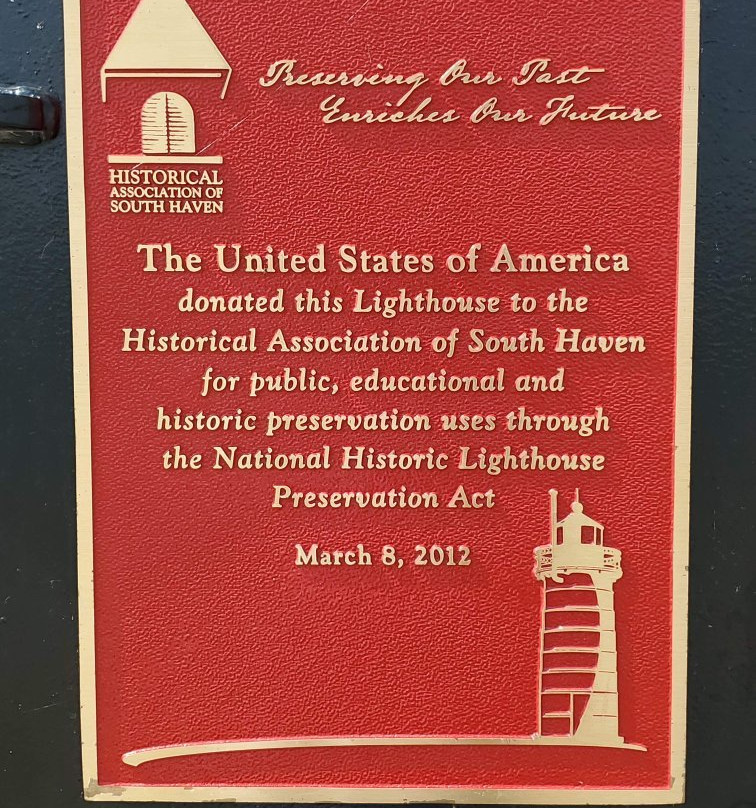 Preserving Our Past
Enriches Our Future
HISTORICAL
ASSOCIATION OF
SOUTH HAVEN
The United States of America
donated this Lighthouse to the
Historical Association of South Haven
for public, educational and
historic preservation uses through
the National Historic Lighthouse
Preservation Act
March 8, 2012